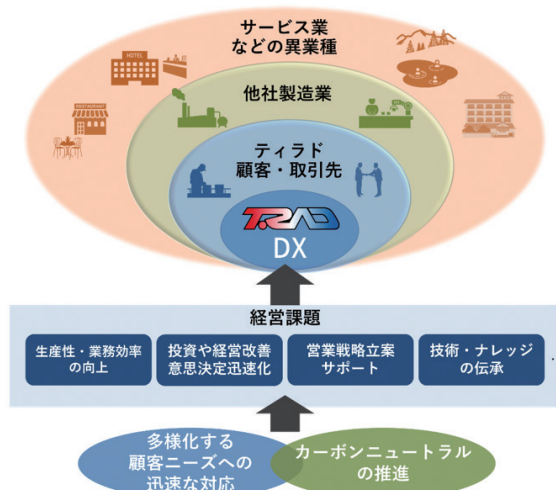 サービス業
などの異業種
HOTEL
RESTAURANT
他社製造業
ティラド
顧客・取引先
T.RAD
DX
経営課題
生産性・業務効率
の向上
投資や経営改善
意思決定迅速化
営業戦略立案
サポート
技術・ナレッジ
の伝承
多様化する
顧客ニーズへの
迅速な対応
カーボンニュートラル
の推進